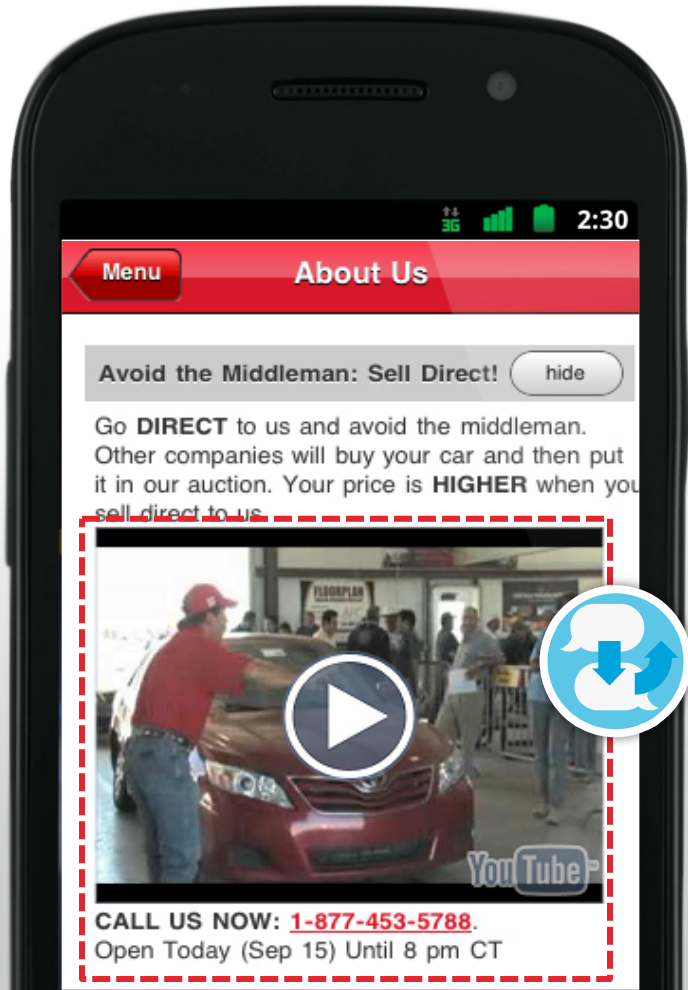 3G 2:30
Menu About Us
Avoid the Middleman: Sell Direct! hide
Go DIRECT to us and avoid the middleman.
Other companies will buy your car and then put
it in our auction. Your price is HIGHER when you
sell direct to us
FLOORPLAN
AFC
YouTube
CALL US NOW: 1-877-453-5788.
Open Today (Sep 15) Until 8 pm CT